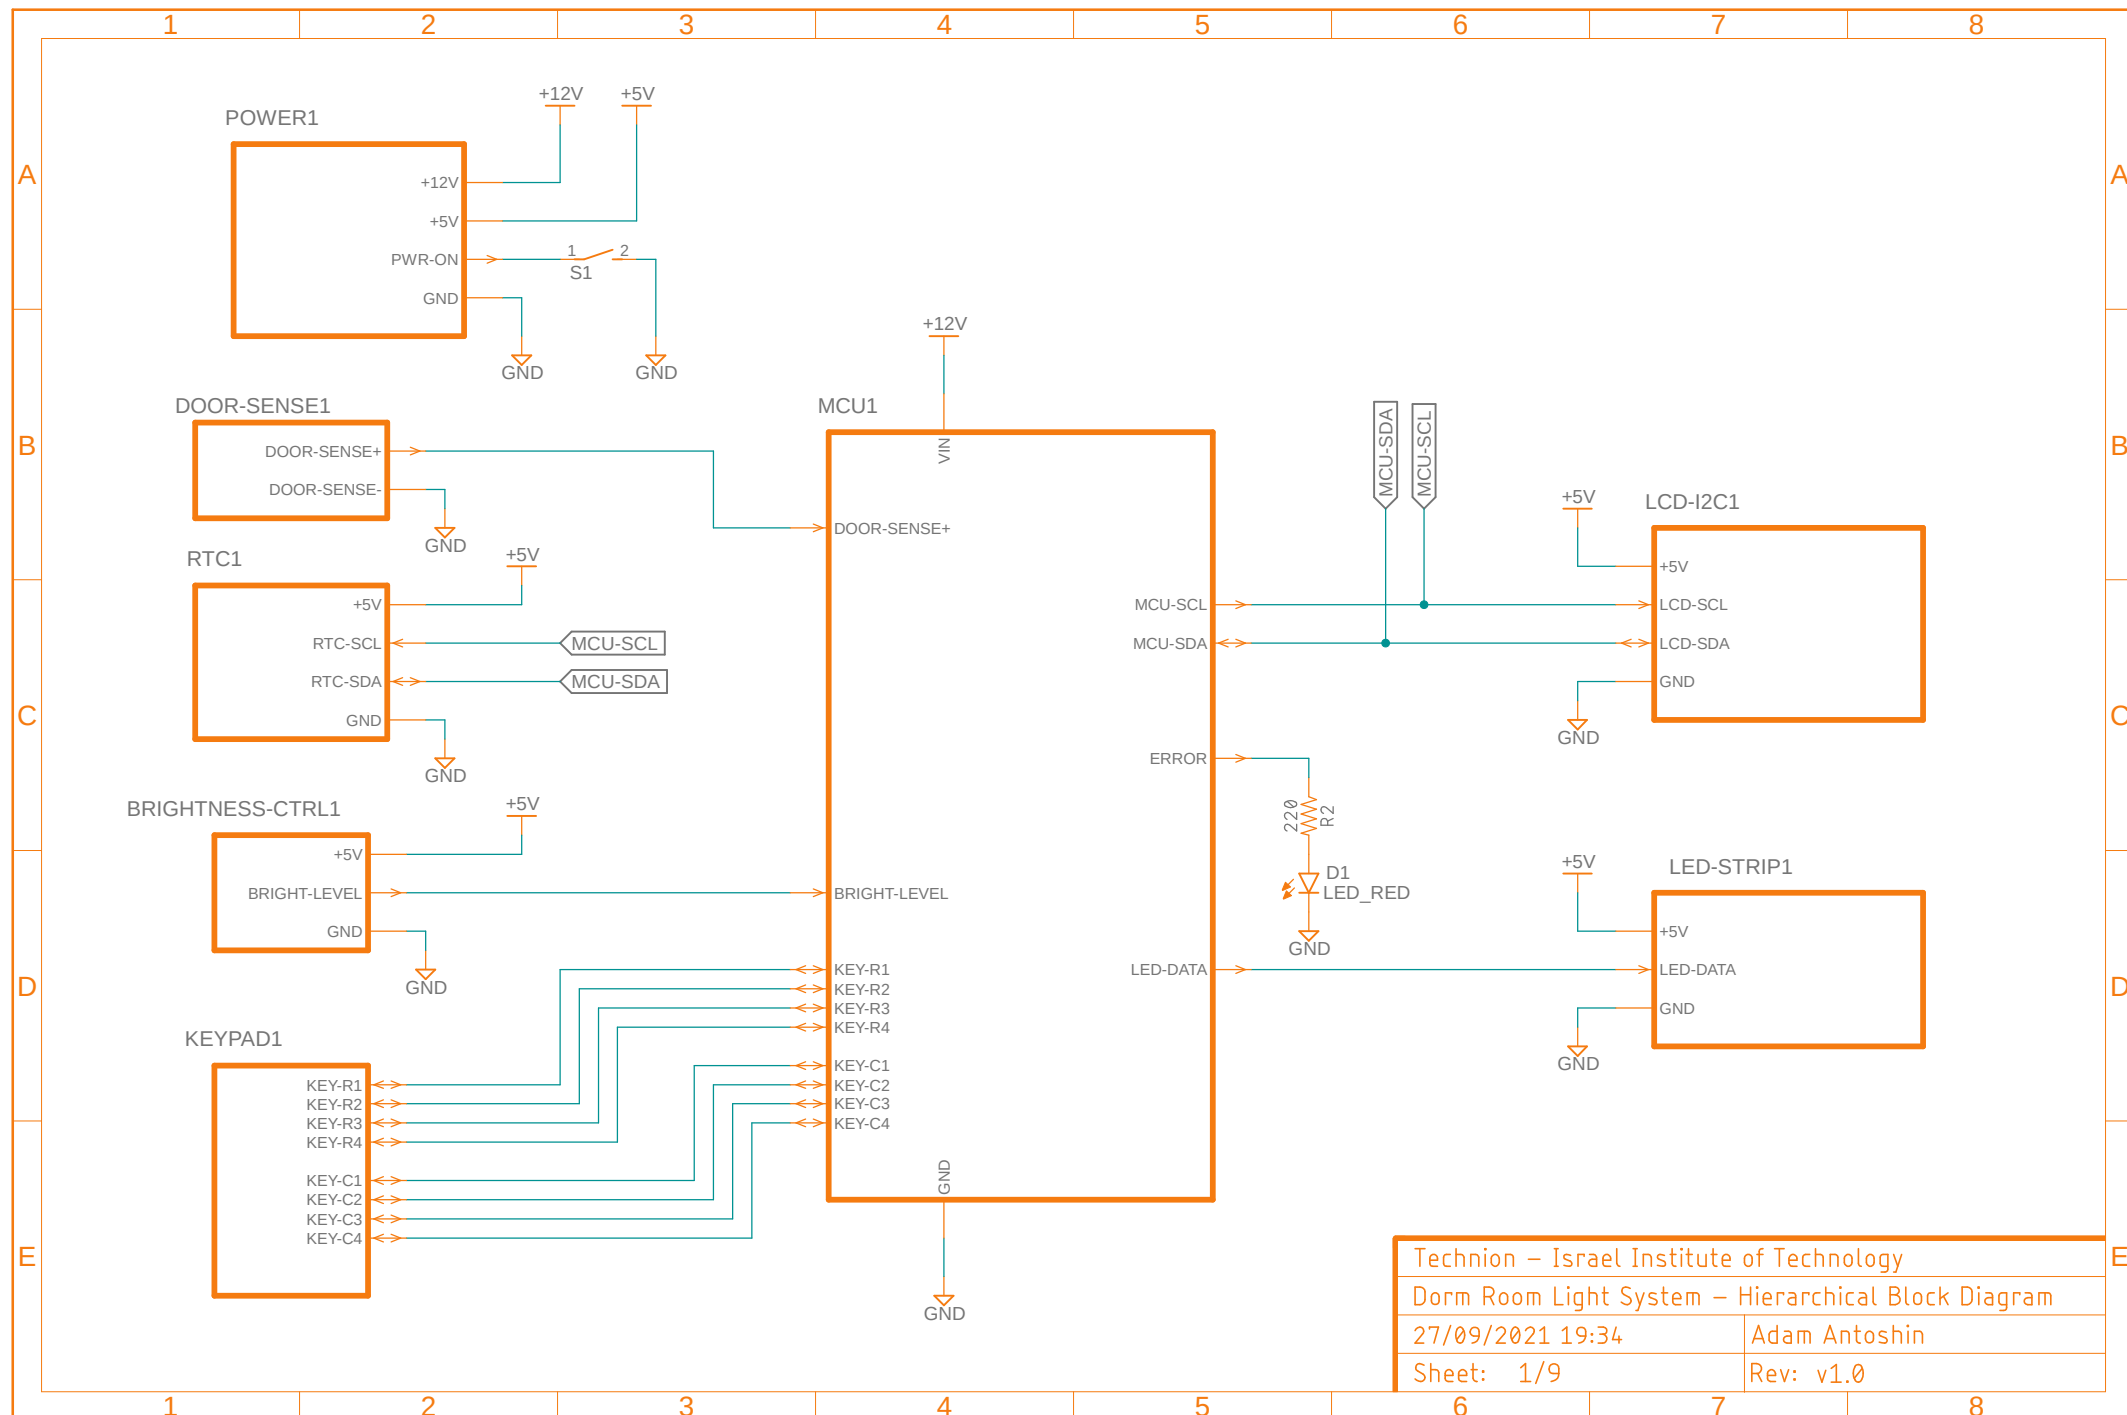 1 2 3 4 5 6 7 8
A A
B B
C C
D D
E E
POWER1
+12V
+5V
+12V
+5V
PWR-ON
GND
1 2
S1
GND
GND
DOOR-SENSE1
DOOR-SENSE+
DOOR-SENSE-
GND
RTC1
+5V
+5V
RTC-SCL
RTC-SDA
GND
MCU-SCL
MCU-SDA
GND
BRIGHTNESS-CTRL1
+5V
+5V
BRIGHT-LEVEL
GND
GND
KEYPAD1
KEY-R1
KEY-R2
KEY-R3
KEY-R4
KEY-C1
KEY-C2
KEY-C3
KEY-C4
MCU1
+12V
VIN
DOOR-SENSE+
BRIGHT-LEVEL
KEY-R1
KEY-R2
KEY-R3
KEY-R4
KEY-C1
KEY-C2
KEY-C3
KEY-C4
GND
GND
MCU-SCL
MCU-SDA
ERROR
LED-DATA
MCU-SDA
MCU-SCL
220
R2
D1
LED_RED
GND
LCD-I2C1
+5V
+5V
LCD-SCL
LCD-SDA
GND
GND
LED-STRIP1
+5V
+5V
LED-DATA
GND
GND
Technion – Israel Institute of Technology
Dorm Room Light System – Hierarchical Block Diagram
27/09/2021 19:34 Adam Antoshin
Sheet: 1/9 Rev: v1.0
1 2 3 4 5 6 7 8